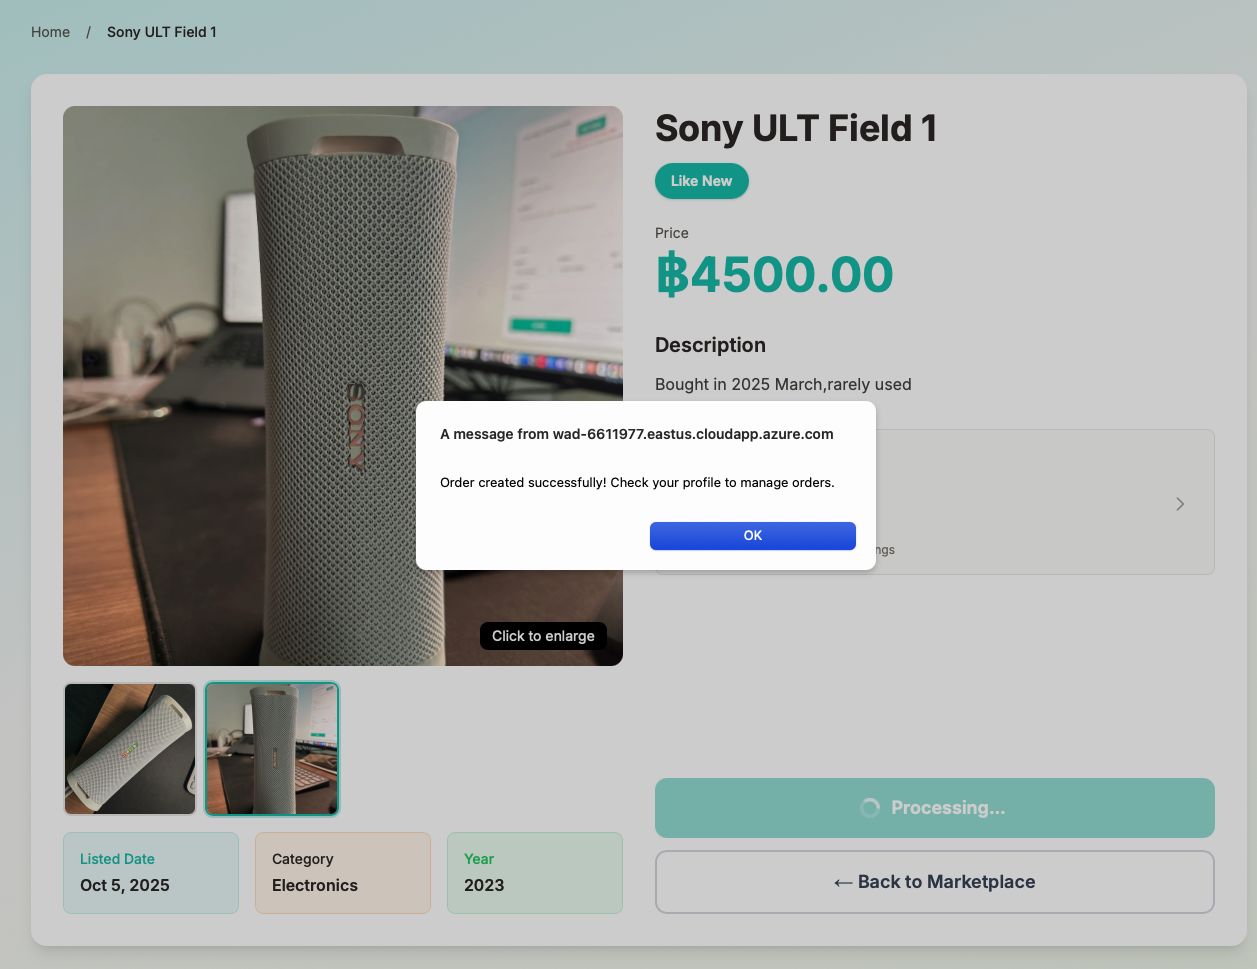 Home / Sony ULT Field 1
SONY
Click to enlarge
Listed Date
Oct 5, 2025
Category
Electronics
Year
2023
Sony ULT Field 1
Like New
Price
฿4500.00
Description
Bought in 2025 March,rarely used
ngs
A message from wad-6611977.eastus.cloudapp.azure.com
Order created successfully! Check your profile to manage orders.
OK
Processing...
← Back to Marketplace